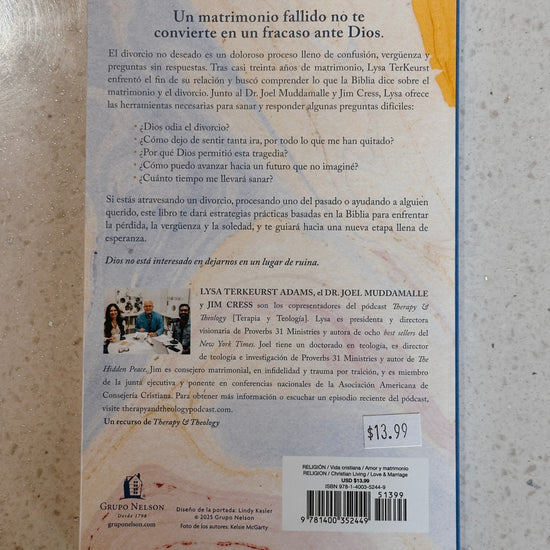 Un matrimonio fallido no te
convierte en un fracaso ante Dios.
El divorcio no deseado es un doloroso proceso lleno de confusión, vergüenza y
preguntas sin respuestas. Tras casi treinta años de matrimonio, Lysa TerKeurst
enfrentó el fin de su relación y buscó comprender lo que la Biblia dice sobre el
matrimonio y el divorcio. Junto al Dr. Joel Muddamalle y Jim Cress, Lysa ofrece
las herramientas necesarias para sanar y responder algunas preguntas difíciles:
• ¿Dios odia el divorcio?
• ¿Cómo dejo de sentir tanta ira, por todo lo que me han quitado?
• ¿Por qué Dios permitió esta tragedia?
• ¿Cómo puedo avanzar hacia un futuro que no imaginé?
• ¿Cuánto tiempo me llevará sanar?
Si estás atravesando un divorcio, procesando uno del pasado o ayudando a alguien
querido, este libro te dará estrategias prácticas basadas en la Biblia para enfrentar
la pérdida, la vergüenza y la soledad, y te guiará hacia una nueva etapa llena de
esperanza.
Dios no está interesado en dejarnos en un lugar de ruina.
LYSA TERKEURST ADAMS, el DR. JOEL MUDDAMALLE
y JIM CRESS son los copresentadores del pódcast Therapy &
Theology [Terapia y Teología]. Lysa es presidenta y directora
visionaria de Proverbs 31 Ministries y autora de ocho best sellers del
New York Times. Joel tiene un doctorado en teología, es director
de teología e investigación de Proverbs 31 Ministries y autor de The
Hidden Peace. Jim es consejero matrimonial, en infidelidad y trauma por traición, y es miembro
de la junta ejecutiva y ponente en conferencias nacionales de la Asociación Americana de
Consejería Cristiana. Para obtener más información o escuchar un episodio reciente del pódcast,
visite therapyandtheologypodcast.com.
Un recurso de Therapy & Theology
$13.99
GRUPO NELSON
Desde 1798
gruponelson.com
Diseño de la portada: Lindy Kasler
© 2025 Grupo Nelson
Foto de los autores: Kelsie McGarty
RELIGIÓN / Vida cristiana / Amor y matrimonio
RELIGION / Christian Living / Love & Marriage
USD $13.99
ISBN 978-1-4003-5244-9
51399
9 781400 352449